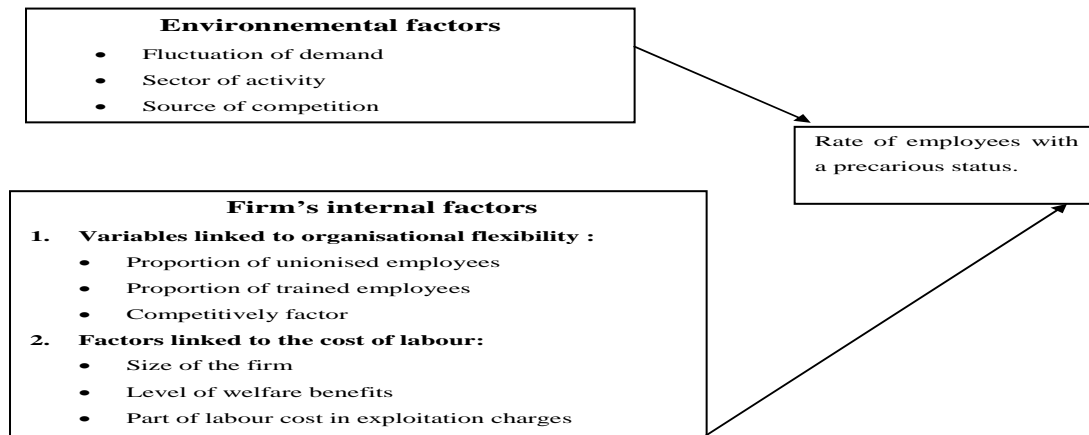 Environnemental factors
• Fluctuation of demand
• Sector of activity
• Source of competition
Rate of employees with
a precarious status.
Firm's internal factors
1. Variables linked to organisational flexibility :
• Proportion of unionised employees
• Proportion of trained employees
• Competitively factor
2. Factors linked to the cost of labour:
• Size of the firm
• Level of welfare benefits
• Part of labour cost in exploitation charges